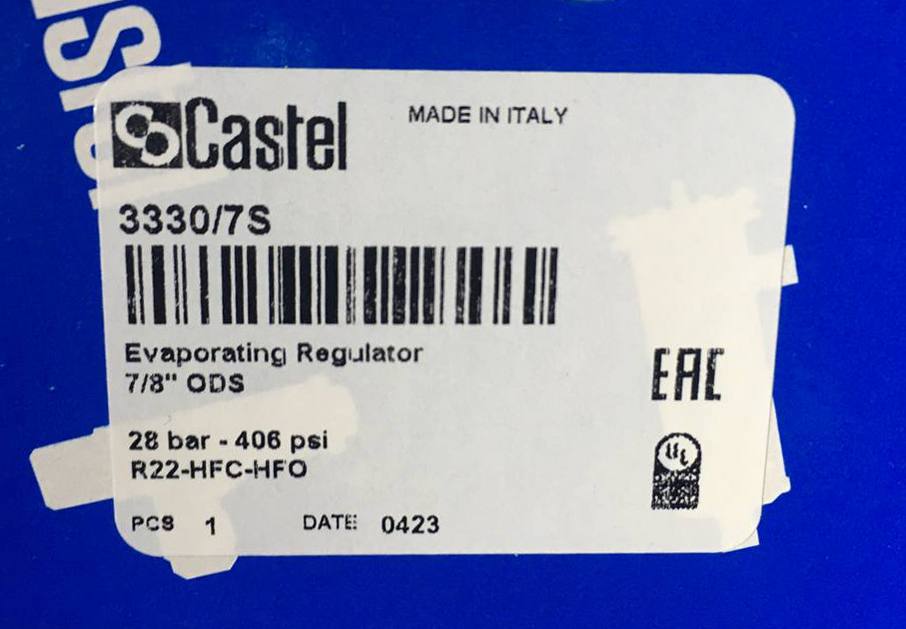 Castel
MADE IN ITALY
3330/7S
Evaporating Regulator
7/8" ODS
28 bar - 406 psi
R22-HFC-HFO
PCS 1 DATE: 0423
EAC